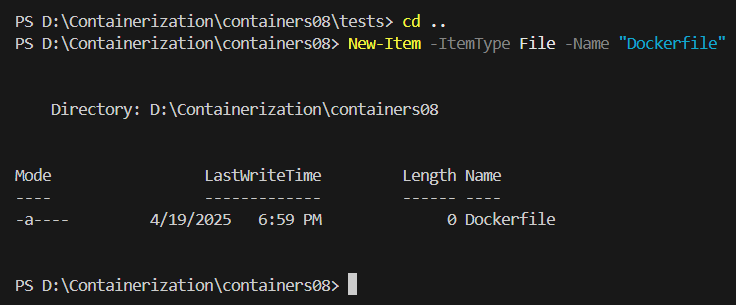 PS D:\Containerization\containers08\tests> cd ..
PS D:\Containerization\containers08> New-Item -ItemType File -Name "Dockerfile"
Directory: D:\Containerization\containers08
Mode LastWriteTime Length Name
---- ------------- ------ ----
-a---- 4/19/2025 6:59 PM 0 Dockerfile
PS D:\Containerization\containers08>